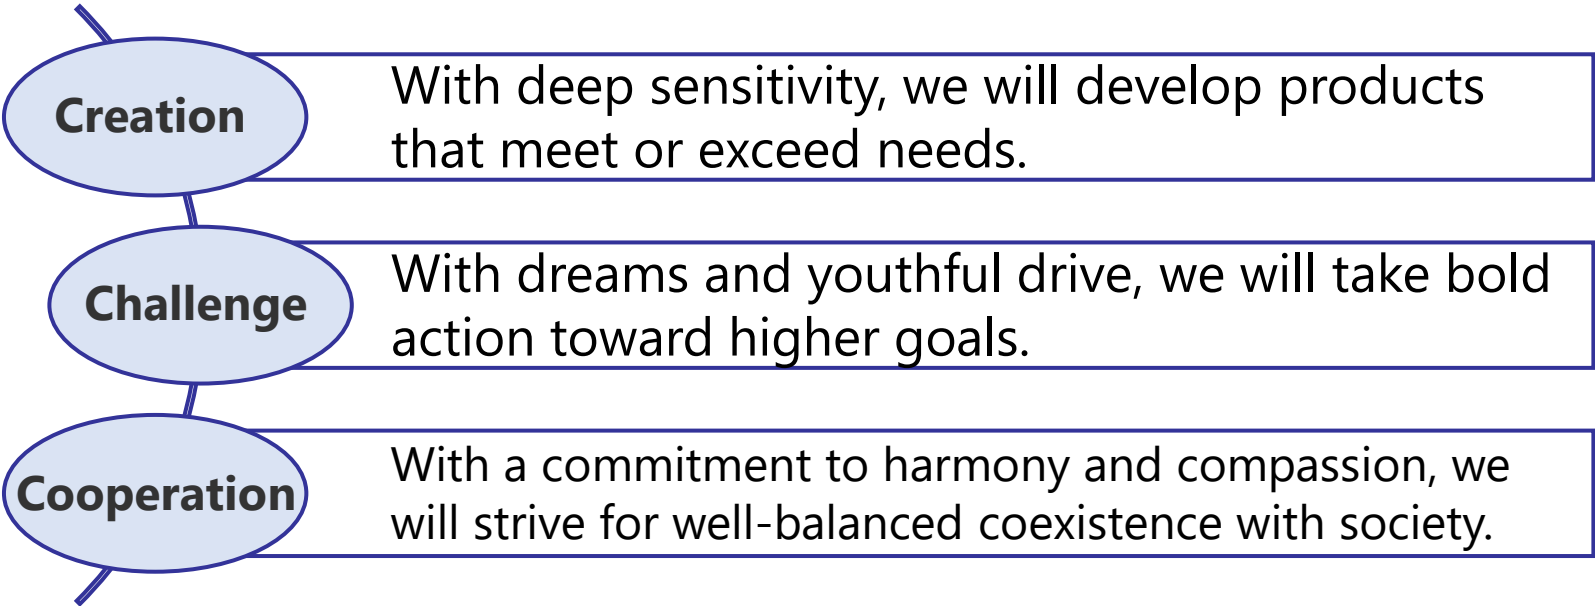 Creation
With deep sensitivity, we will develop products
that meet or exceed needs.
Challenge
With dreams and youthful drive, we will take bold
action toward higher goals.
Cooperation
With a commitment to harmony and compassion, we
will strive for well-balanced coexistence with society.